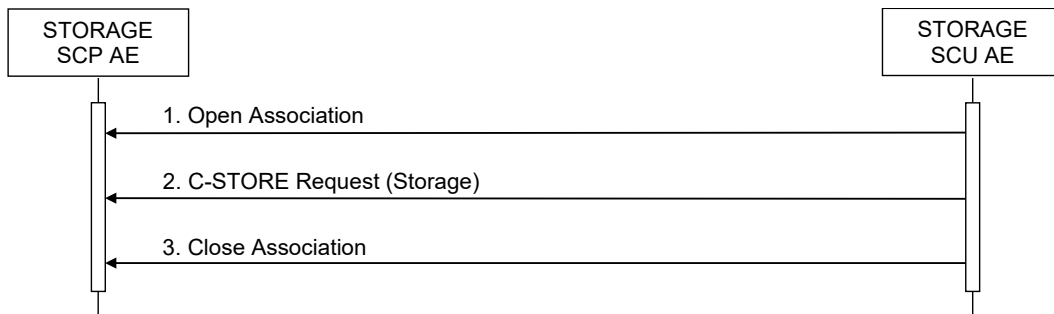 STORAGE
SCP AE
STORAGE
SCU AE
1. Open Association
2. C-STORE Request (Storage)
3. Close Association